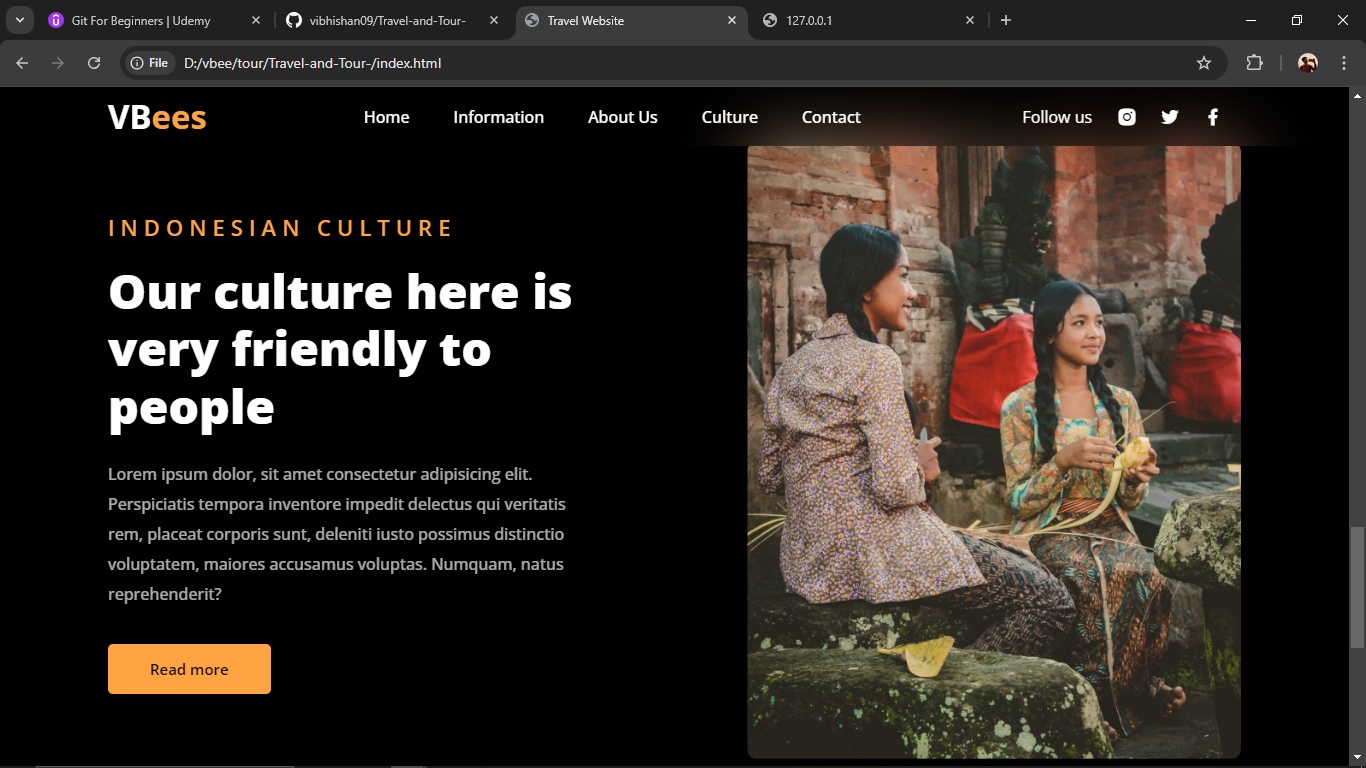 Git For Beginners | Udemy
vibhishan09/Travel-and-Tour-
Travel Website
127.0.0.1
File
D:/vbee/tour/Travel-and-Tour-/index.html
VBees
Home
Information
About Us
Culture
Contact
Follow us
INDONESIAN CULTURE
Our culture here is
very friendly to
people
Lorem ipsum dolor, sit amet consectetur adipisicing elit.
Perspiciatis tempora inventore impedit delectus qui veritatis
rem, placeat corporis sunt, deleniti iusto possimus distinctio
voluptatem, maiores accusamus voluptas. Numquam, natus
reprehenderit?
Read more